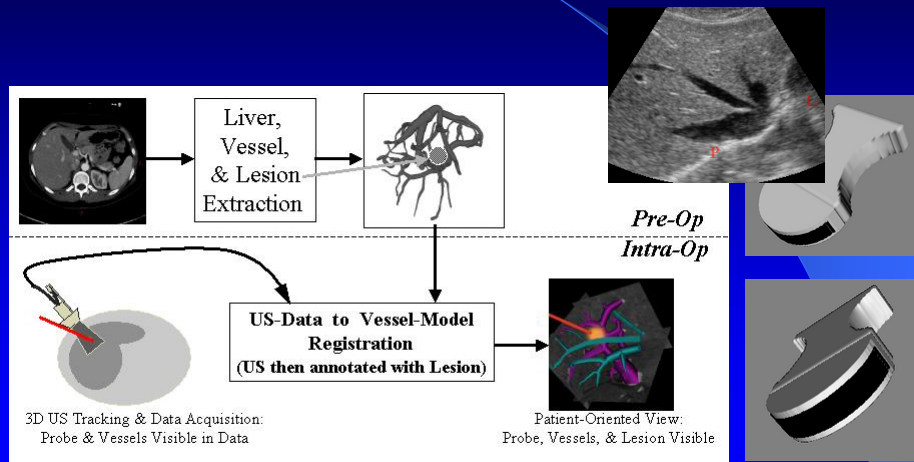 Liver,
Vessel,
& Lesion
Extraction
L
P
Pre-Op
Intra-Op
US-Data to Vessel-Model
Registration
(US then annotated with Lesion)
3D US Tracking & Data Acquisition:
Probe & Vessels Visible in Data
Patient-Oriented View:
Probe, Vessels, & Lesion Visible